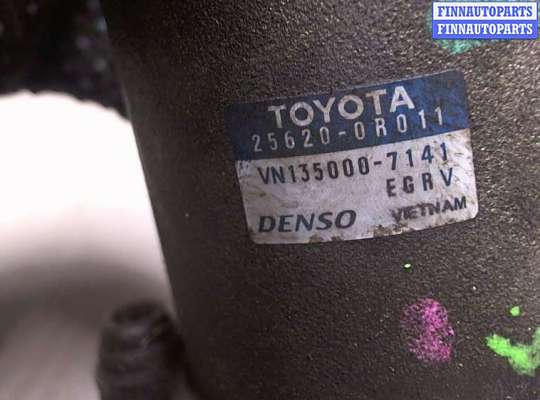 FINNAUTOPARTS
FINNAUTOPARTS
TOYOTA
25620-0R011
VN135000-7141
EGRV
DENSO VIETNAM